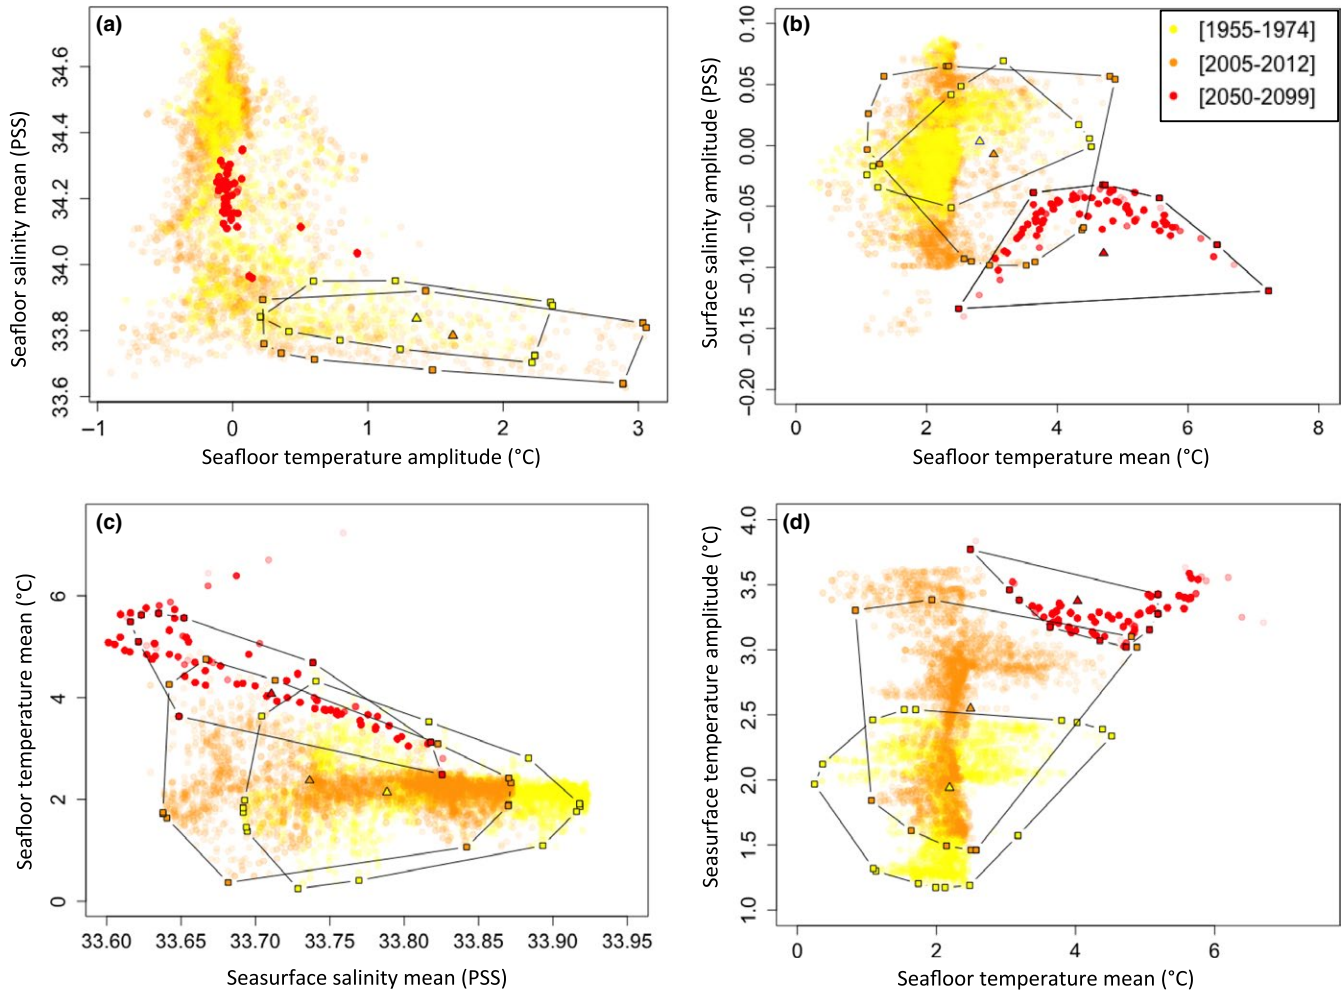 (a)
Seafloor salinity mean (PSS)
34.6
34.4
34.2
34.0
33.8
33.6
−1 0 1 2 3
Seafloor temperature amplitude (°C)
(b)
[1955-1974]
[2005-2012]
[2050-2099]
Surface salinity amplitude (PSS)
0.10
0.05
0.00
−0.05
−0.10
−0.15
−0.20
0 2 4 6 8
Seafloor temperature mean (°C)
(c)
Seafloor temperature mean (°C)
6
4
2
0
33.60 33.65 33.70 33.75 33.80 33.85 33.90 33.95
Seasurface salinity mean (PSS)
(d)
Seasurface temperature amplitude (°C)
4.0
3.5
3.0
2.5
2.0
1.5
1.0
0 2 4 6
Seafloor temperature mean (°C)